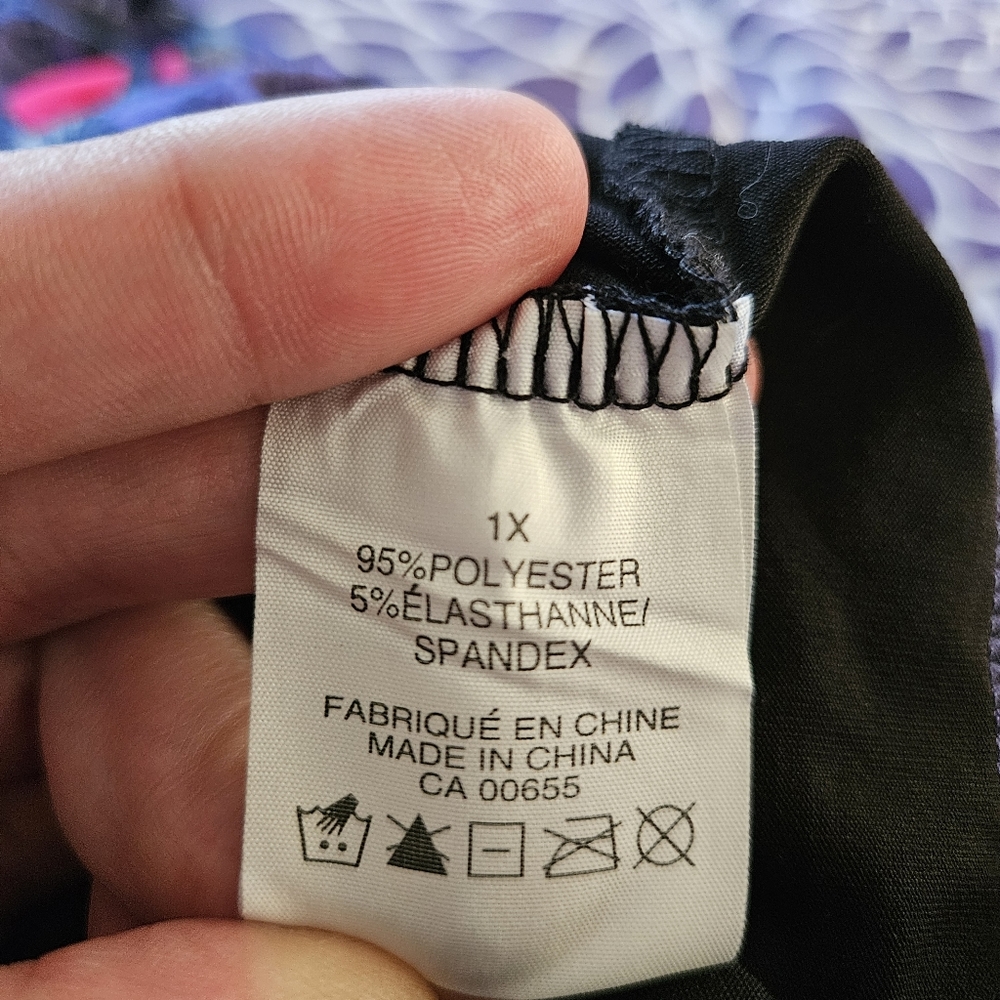 1X
95%POLYESTER
5%ÉLASTHANNE/
SPANDEX
FABRIQUÉ EN CHINE
MADE IN CHINA
CA 00655